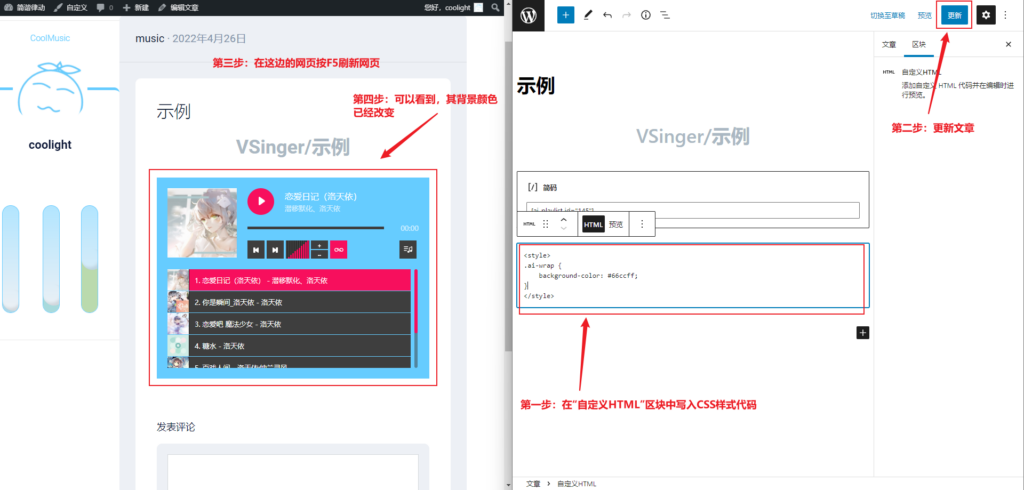 简谐律动 自定义 0 新建 编辑文章 您好，coolight
CoolMusic
coolight
music · 2022年4月26日
第三步：在这边的网页按F5刷新网页
示例
第四步：可以看到，其背景颜色
已经改变
VSinger/示例
恋爱日记（洛天依）
潜移默化、洛天依
00:00
1. 恋爱日记（洛天依） - 潜移默化、洛天依
2. 你是瞬间_洛天依 - 洛天依
3. 恋爱吧 魔法少女 - 洛天依
4. 糖水 - 洛天依
发表评论
切换至草稿 预览 更新
文章 区块
HTML 自定义HTML
添加自定义 HTML 代码并在编辑时进
行预览。
第二步：更新文章
示例
VSinger/示例
[/] 简码
HTML HTML 预览
<style>
.ai-wrap {
background-color: #66ccff;
}
</style>
第一步：在"自定义HTML"区块中写入CSS样式代码
文章 > 自定义HTML